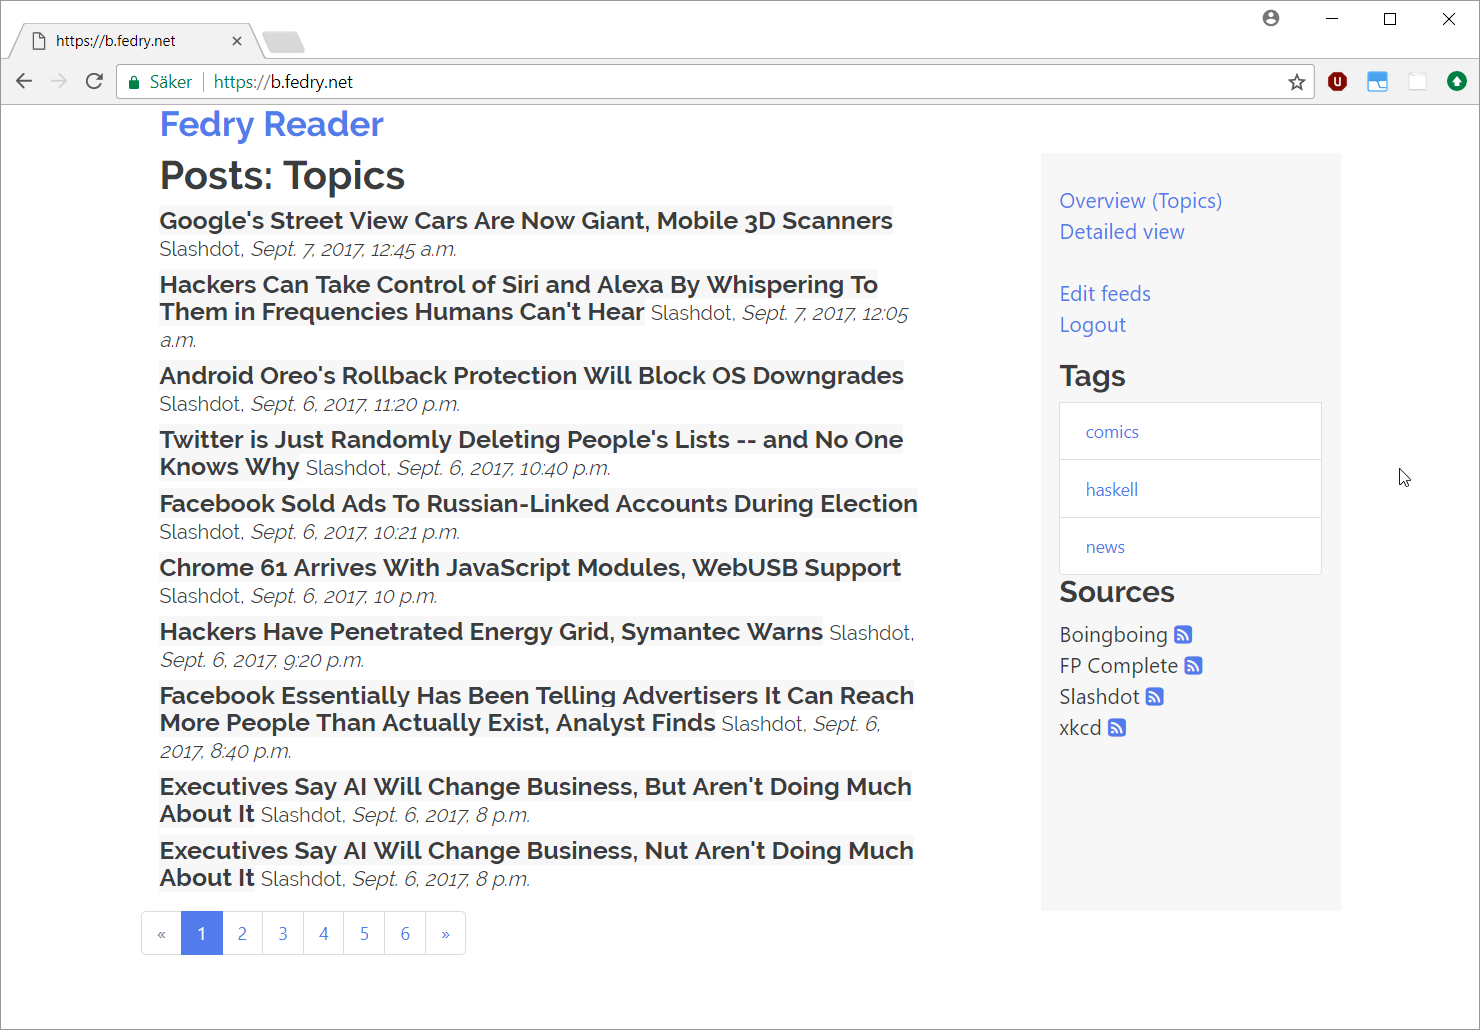 https://b.fedry.net
Säker
https://b.fedry.net
Fedry Reader
Posts: Topics
Google's Street View Cars Are Now Giant, Mobile 3D Scanners
Slashdot, Sept. 7, 2017, 12:45 a.m.
Hackers Can Take Control of Siri and Alexa By Whispering To
Them in Frequencies Humans Can't Hear Slashdot, Sept. 7, 2017, 12:05
a.m.
Android Oreo's Rollback Protection Will Block OS Downgrades
Slashdot, Sept. 6, 2017, 11:20 p.m.
Twitter is Just Randomly Deleting People's Lists -- and No One
Knows Why Slashdot, Sept. 6, 2017, 10:40 p.m.
Facebook Sold Ads To Russian-Linked Accounts During Election
Slashdot, Sept. 6, 2017, 10:21 p.m.
Chrome 61 Arrives With JavaScript Modules, WebUSB Support
Slashdot, Sept. 6, 2017, 10 p.m.
Hackers Have Penetrated Energy Grid, Symantec Warns Slashdot,
Sept. 6, 2017, 9:20 p.m.
Facebook Essentially Has Been Telling Advertisers It Can Reach
More People Than Actually Exist, Analyst Finds Slashdot, Sept. 6,
2017, 8:40 p.m.
Executives Say AI Will Change Business, But Aren't Doing Much
About It Slashdot, Sept. 6, 2017, 8 p.m.
Executives Say AI Will Change Business, Nut Aren't Doing Much
About It Slashdot, Sept. 6, 2017, 8 p.m.
« 1 2 3 4 5 6 »
Overview (Topics)
Detailed view
Edit feeds
Logout
Tags
comics
haskell
news
Sources
Boingboing
FP Complete
Slashdot
xkcd